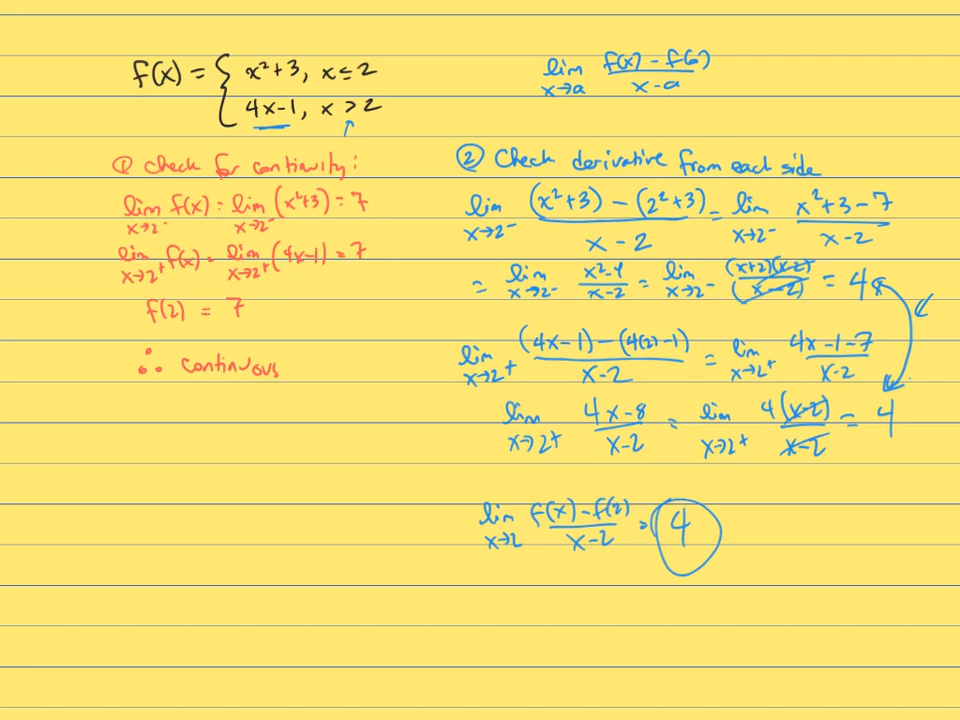 f(x) = { x²+3, x ≤ 2
4x-1, x > 2
lim x→a (f(x) - f(a))/(x-a)
① check for continuity:
lim x→2⁻ f(x) = lim x→2⁻ (x²+3) = 7
lim x→2⁺ f(x) = lim x→2⁺ (4x-1) = 7
f(2) = 7
∴ continuous
② Check derivative from each side
lim x→2⁻ ((x²+3) - (2²+3))/(x-2) = lim x→2⁻ (x²+3-7)/(x-2)
= lim x→2⁻ (x²-4)/(x-2) = lim x→2⁻ ((x+2)(x-2))/(x-2) = 4
lim x→2⁺ ((4x-1) - (4(2)-1))/(x-2) = lim x→2⁺ (4x-1-7)/(x-2)
lim x→2⁺ (4x-8)/(x-2) = lim x→2⁺ (4(x-2))/(x-2) = 4
lim x→2 (f(x) - f(2))/(x-2) = 4